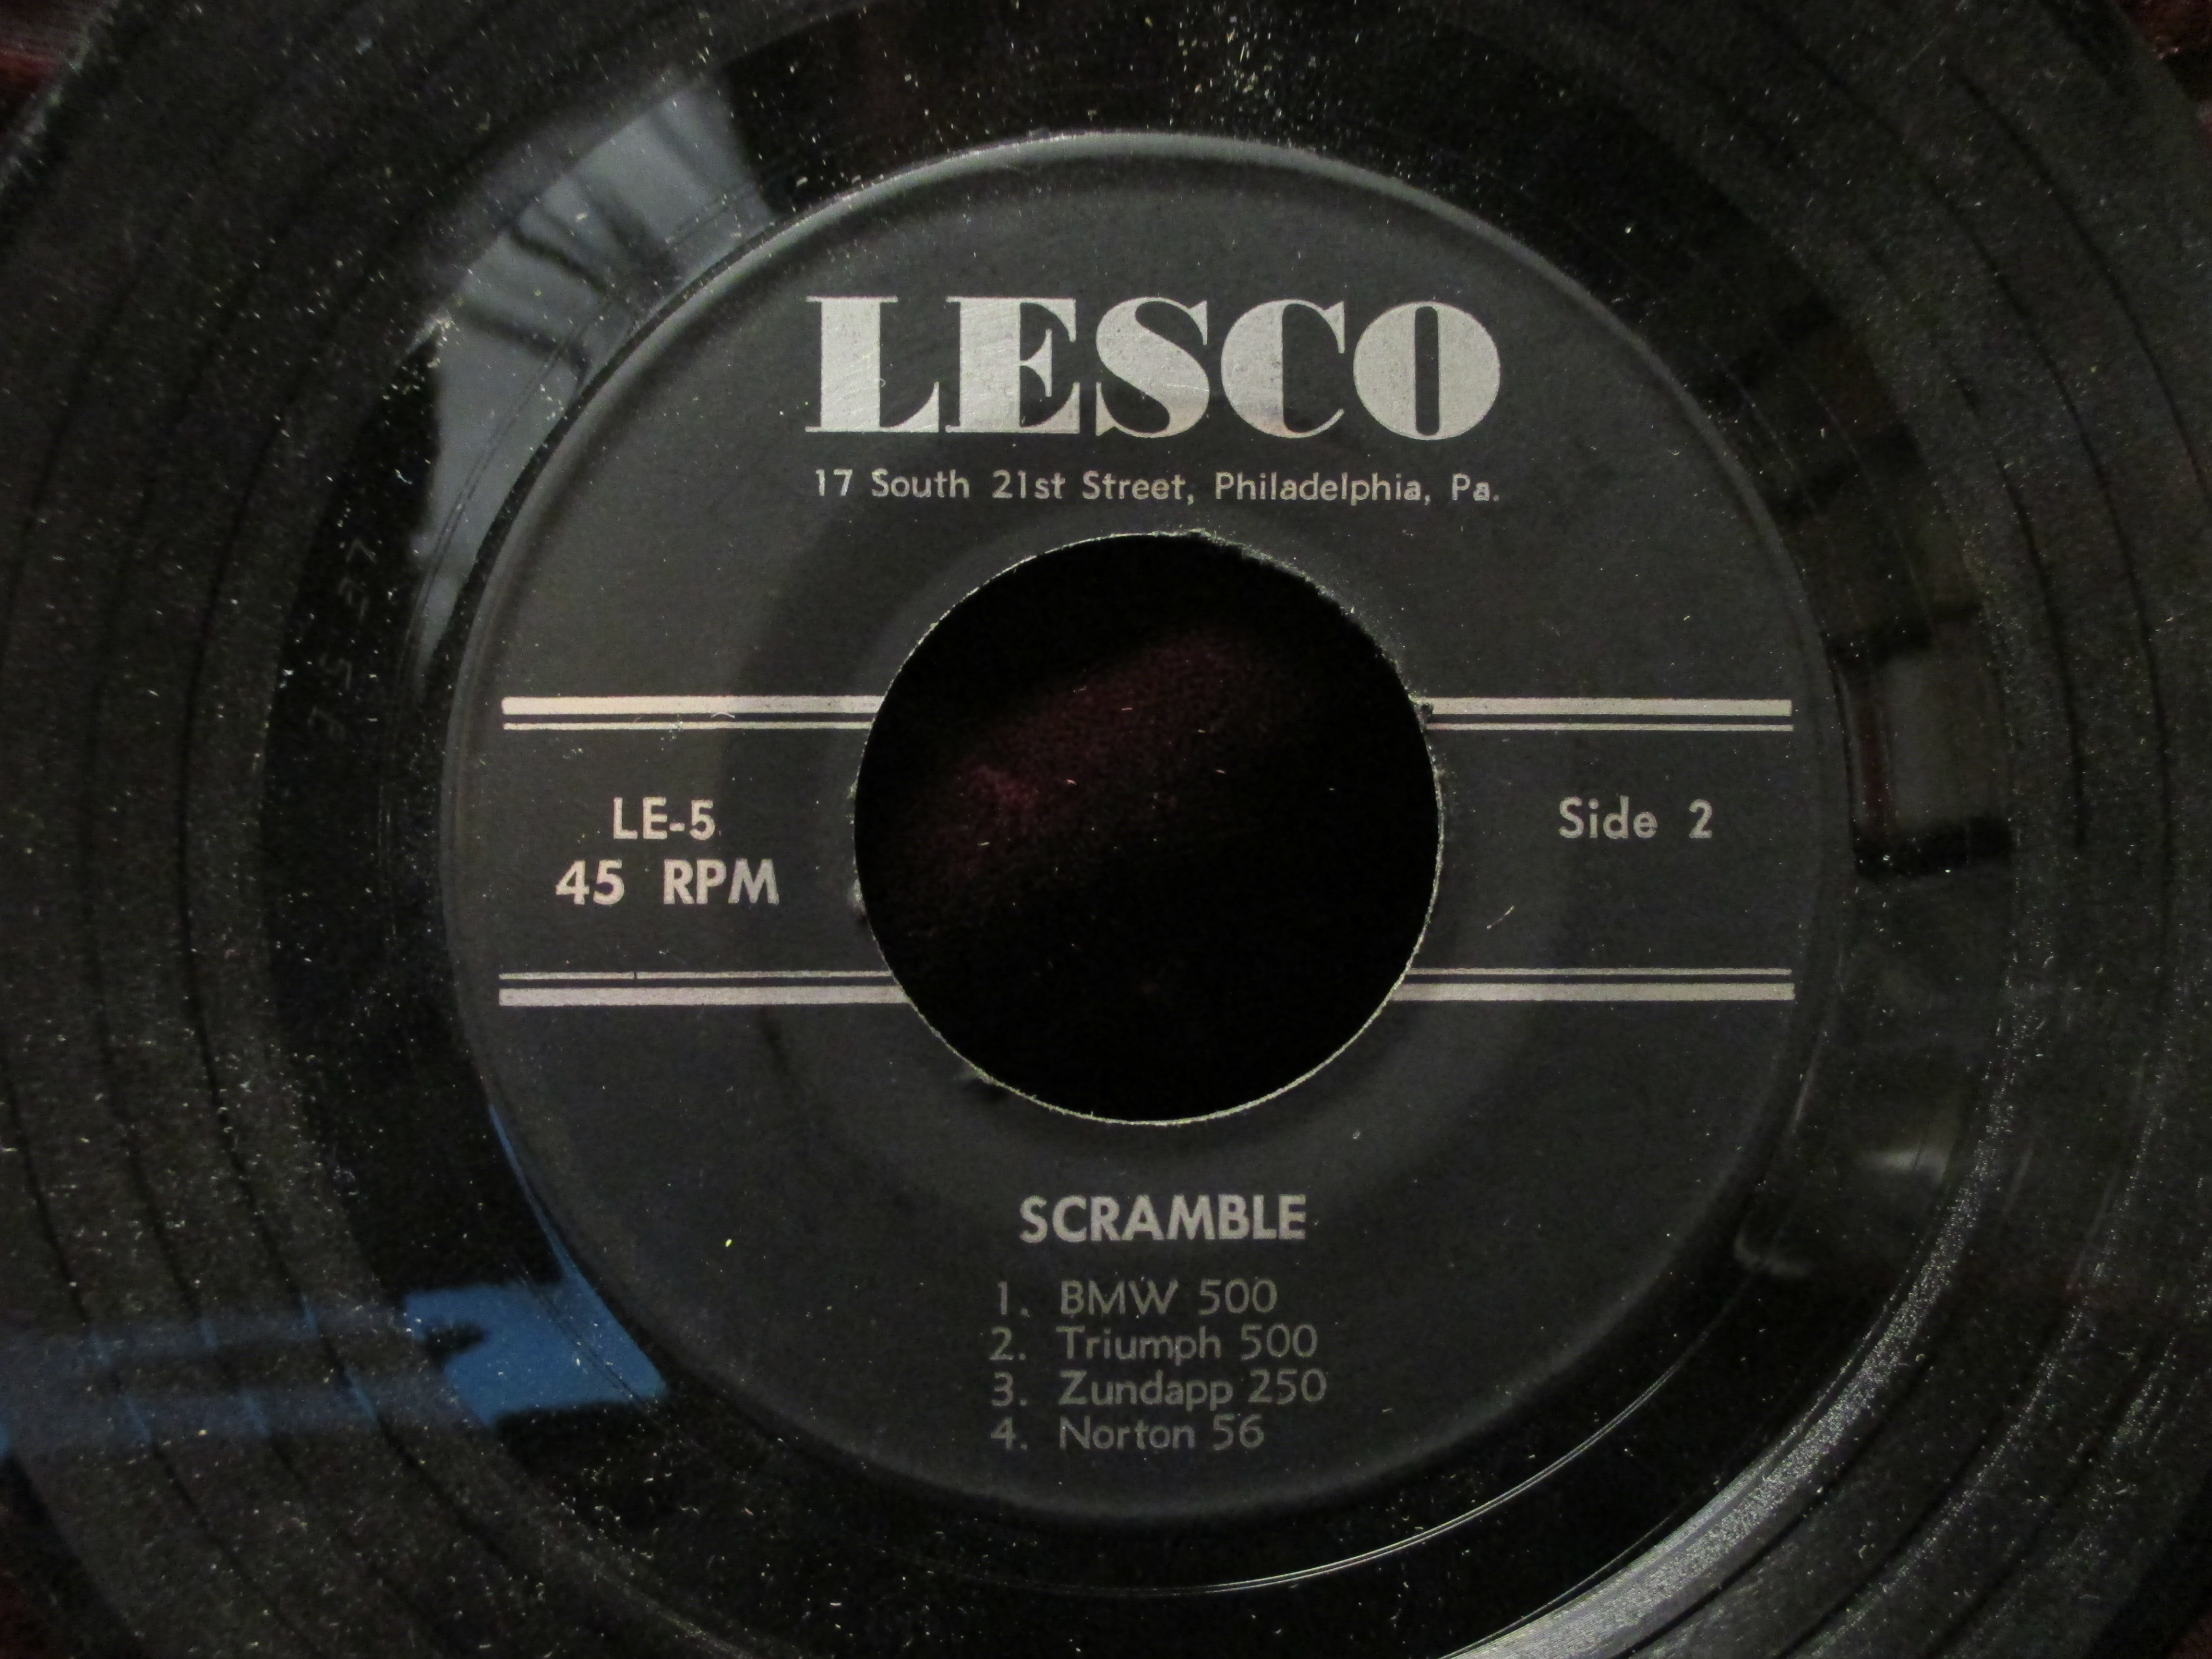 LESCO
17 South 21st Street, Philadelphia, Pa.
LE-5
45 RPM
Side 2
SCRAMBLE
1. BMW 500
2. Triumph 500
3. Zundapp 250
4. Norton 56